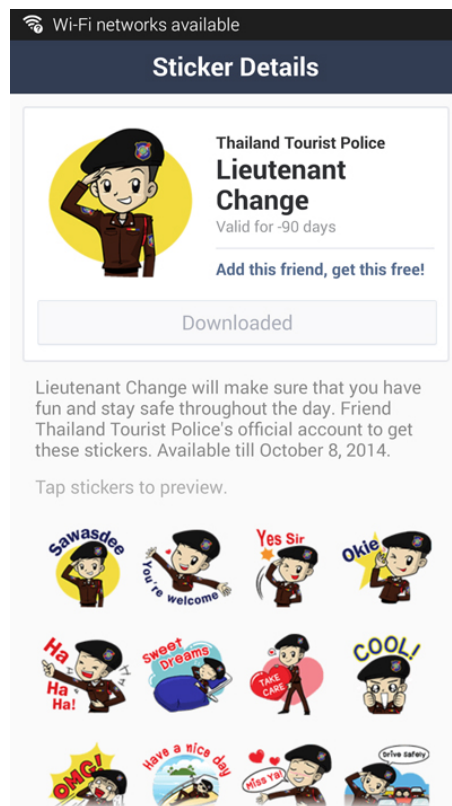 Wi-Fi networks available
Sticker Details
Thailand Tourist Police
Lieutenant
Change
Valid for -90 days
Add this friend, get this free!
Downloaded
Lieutenant Change will make sure that you have
fun and stay safe throughout the day. Friend
Thailand Tourist Police's official account to get
these stickers. Available till October 8, 2014.
Tap stickers to preview.
Sawasdee
You're welcome
Yes Sir
Okie
Ha
Ha
Ha!
Sweet
Dreams
TAKE
CARE
COOL!
OMG!
Have a nice day
Miss Ya!
Drive Safely